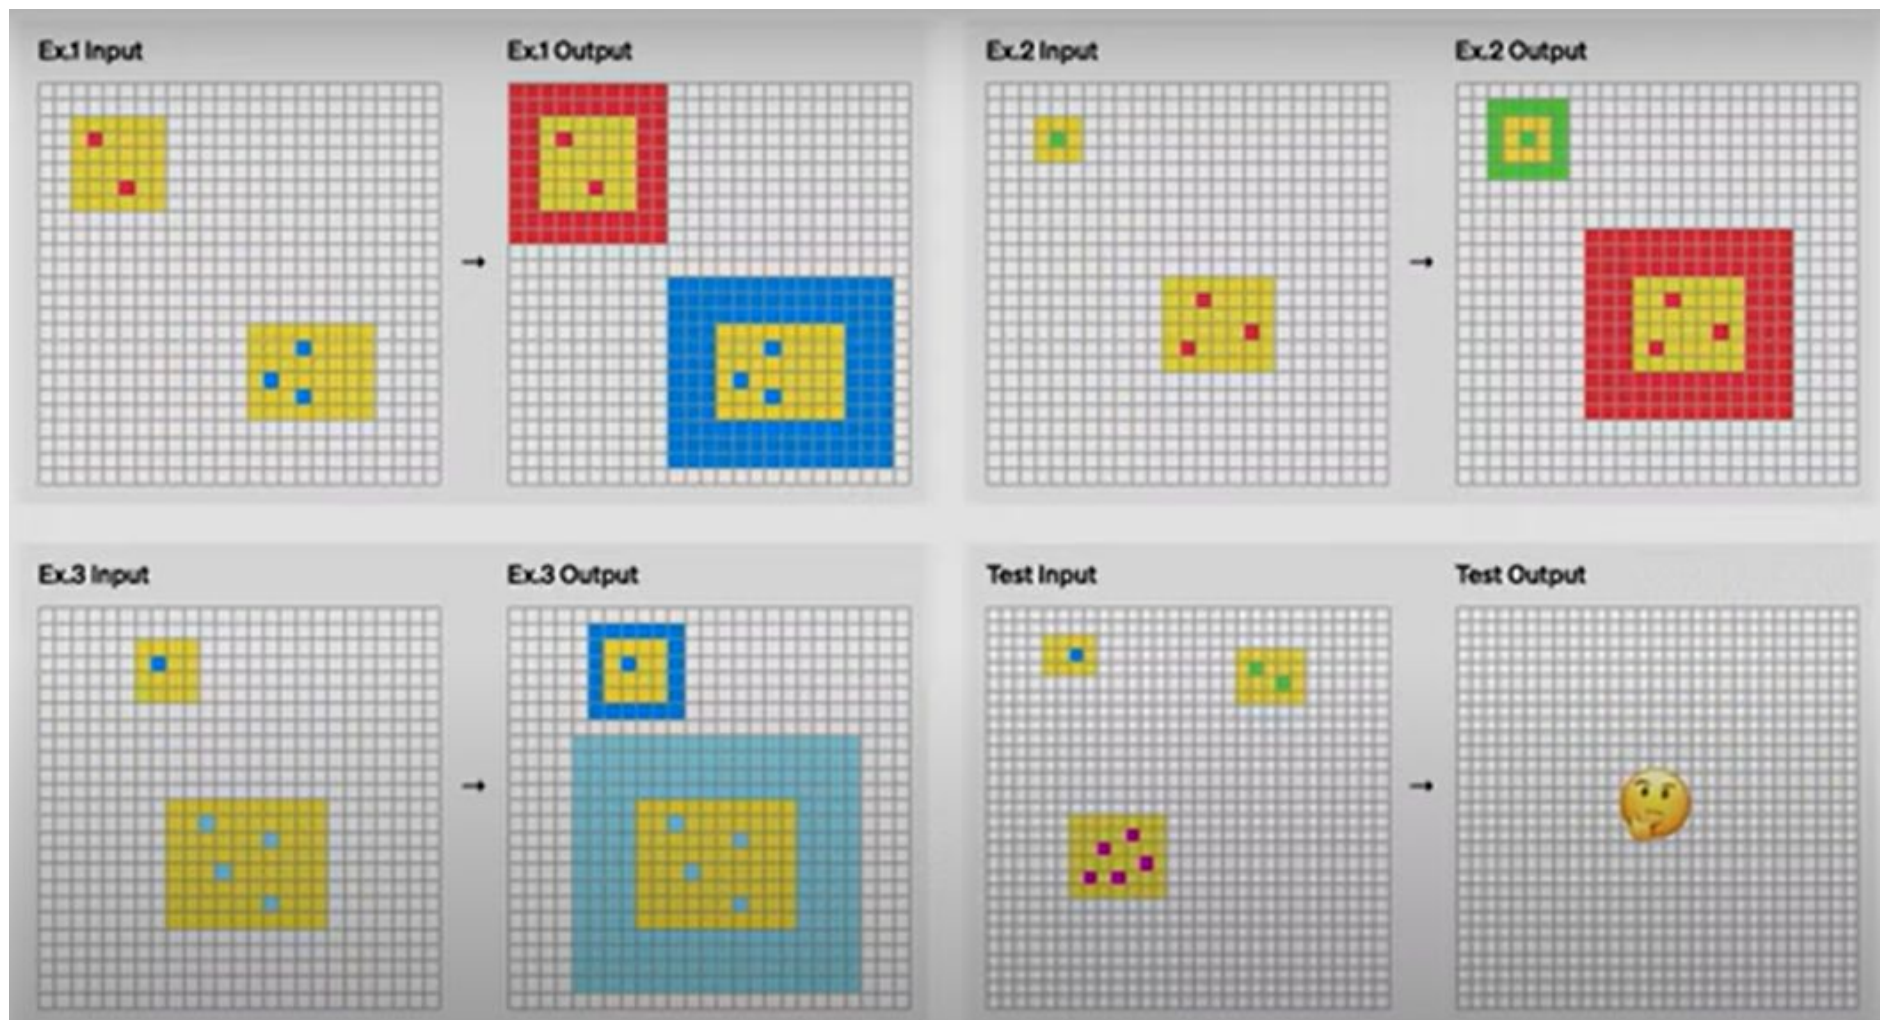 Ex.1 Input
Ex.1 Output
Ex.2 Input
Ex.2 Output
→
→
Ex.3 Input
Ex.3 Output
Test Input
Test Output
→
→